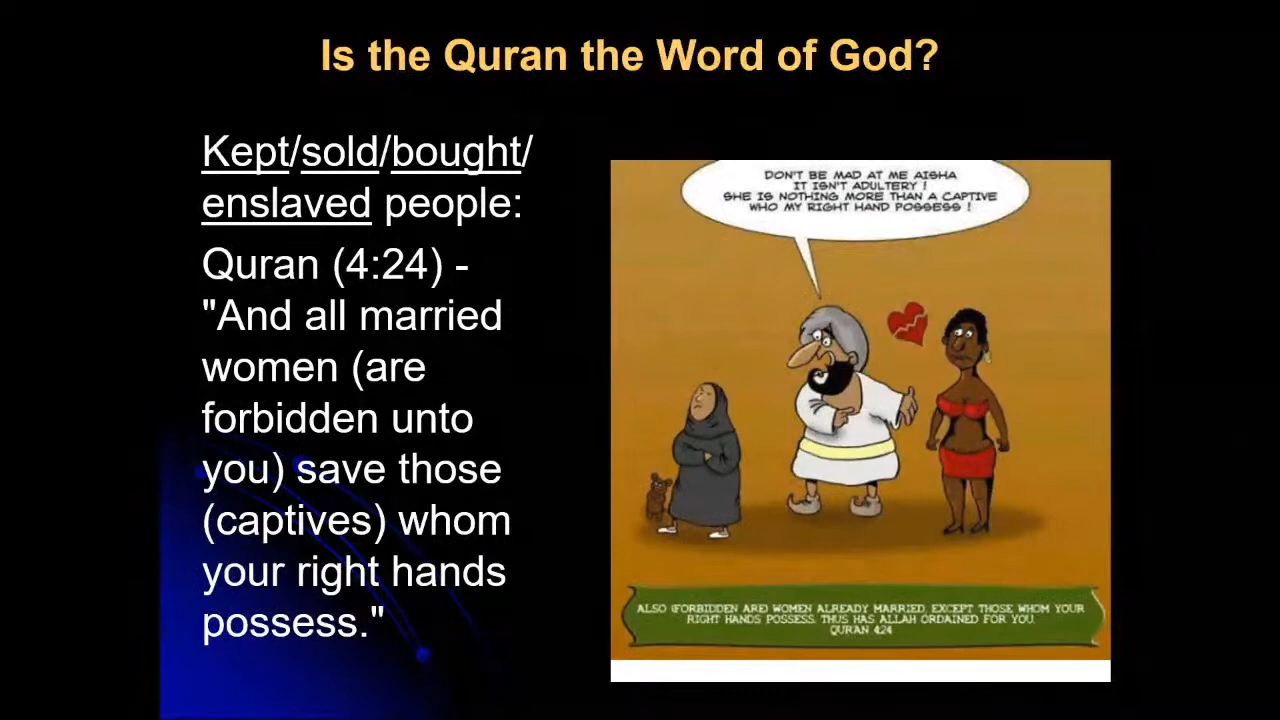 Is the Quran the Word of God?
Kept/sold/bought/
enslaved people:
Quran (4:24) -
"And all married
women (are
forbidden unto
you) save those
(captives) whom
your right hands
possess."
DON'T BE MAD AT ME AISHA
IT ISN'T ADULTERY !
SHE IS NOTHING MORE THAN A CAPTIVE
WHO MY RIGHT HAND POSSESS !
ALSO (FORBIDDEN ARE) WOMEN ALREADY MARRIED, EXCEPT THOSE WHOM YOUR
RIGHT HANDS POSSESS. THUS HAS ALLAH ORDAINED FOR YOU.
QURAN 4:24